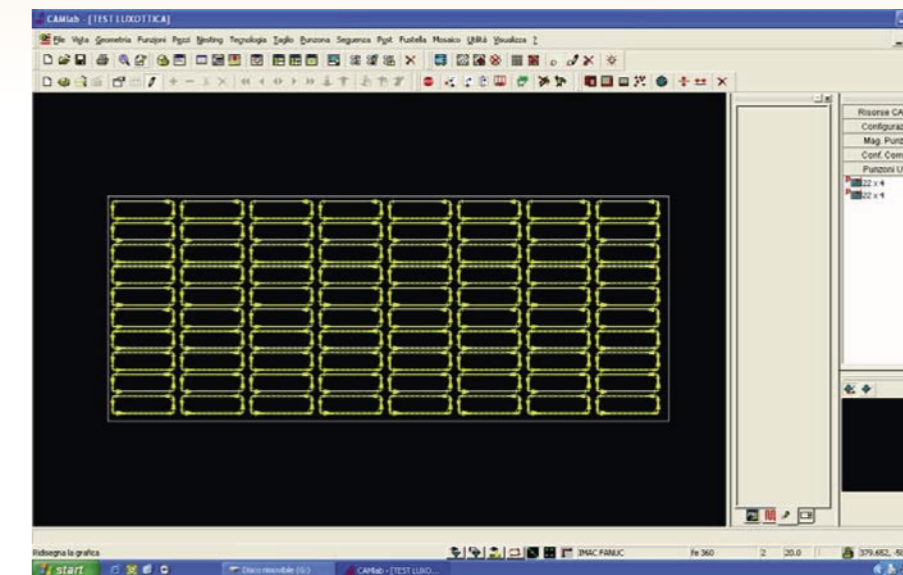 CAMlab - [TEST LUXOTTICA]
File Vista Geometria Funzioni Pezzi Nesting Tecnologia Taglio Punzona Sequenza Post Fustella Mosaico Utilità Visualizza ?
Risorse CA
Configuraz
Mag. Punz
Conf. Com
Punzoni U
22 x 4
22 x 4
Ridisegna la grafica
IMAC FANUC
Fe 360
2
20.0
379.652, -50
start
Disco rimovibile (G:)
CAMlab - [TEST LUXO...